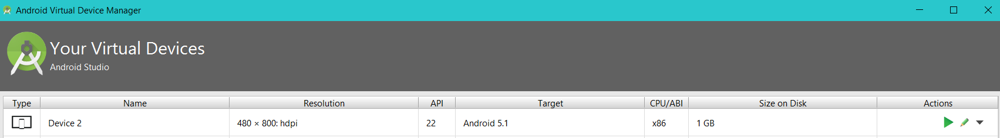 Android Virtual Device Manager
Your Virtual Devices
Android Studio
Type Name Resolution API Target CPU/ABI Size on Disk Actions
Device 2 480 × 800: hdpi 22 Android 5.1 x86 1 GB